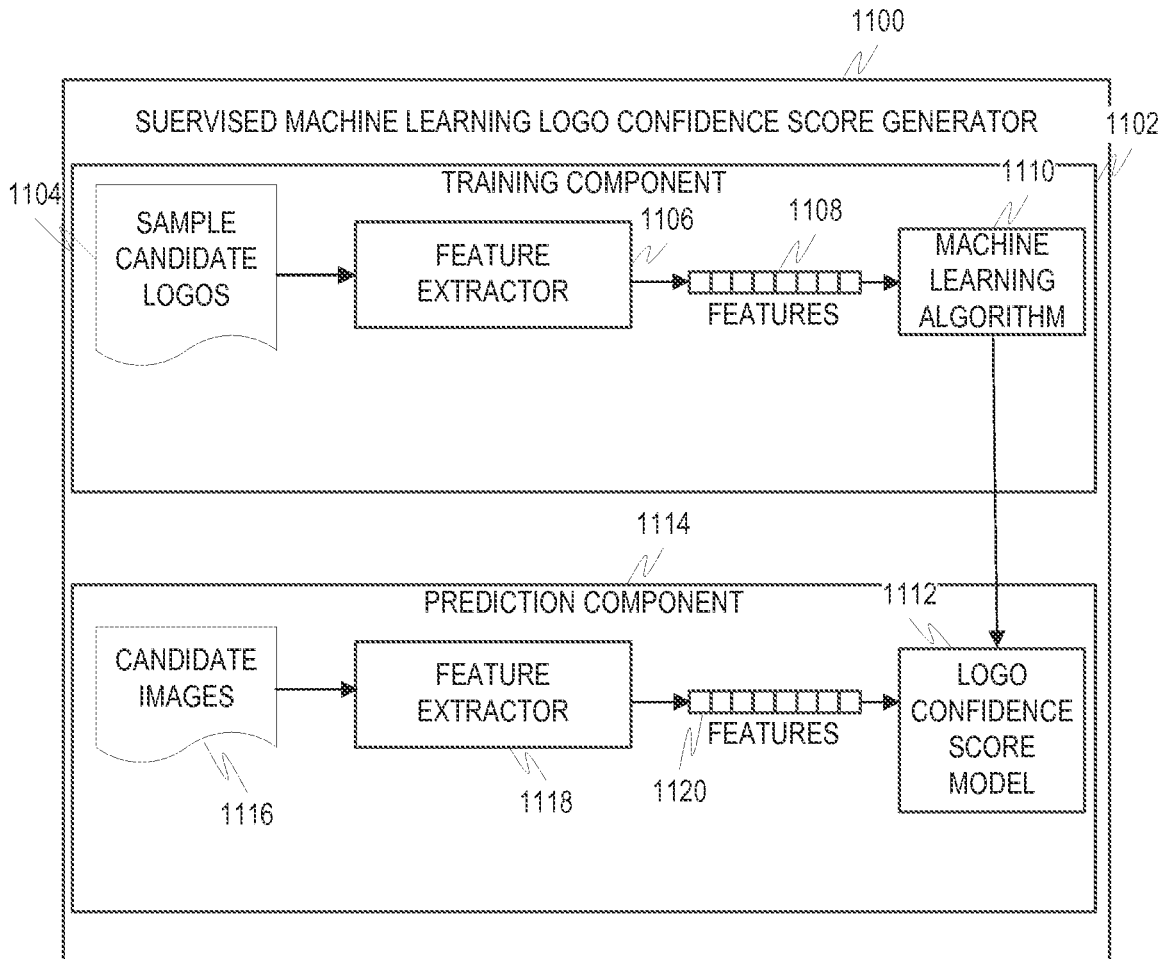 1100
SUERVISED MACHINE LEARNING LOGO CONFIDENCE SCORE GENERATOR
1102
TRAINING COMPONENT
1104
SAMPLE
CANDIDATE
LOGOS
FEATURE
EXTRACTOR
1106
1108
FEATURES
1110
MACHINE
LEARNING
ALGORITHM
1114
PREDICTION COMPONENT
1112
CANDIDATE
IMAGES
1116
FEATURE
EXTRACTOR
1118
FEATURES
1120
LOGO
CONFIDENCE
SCORE
MODEL